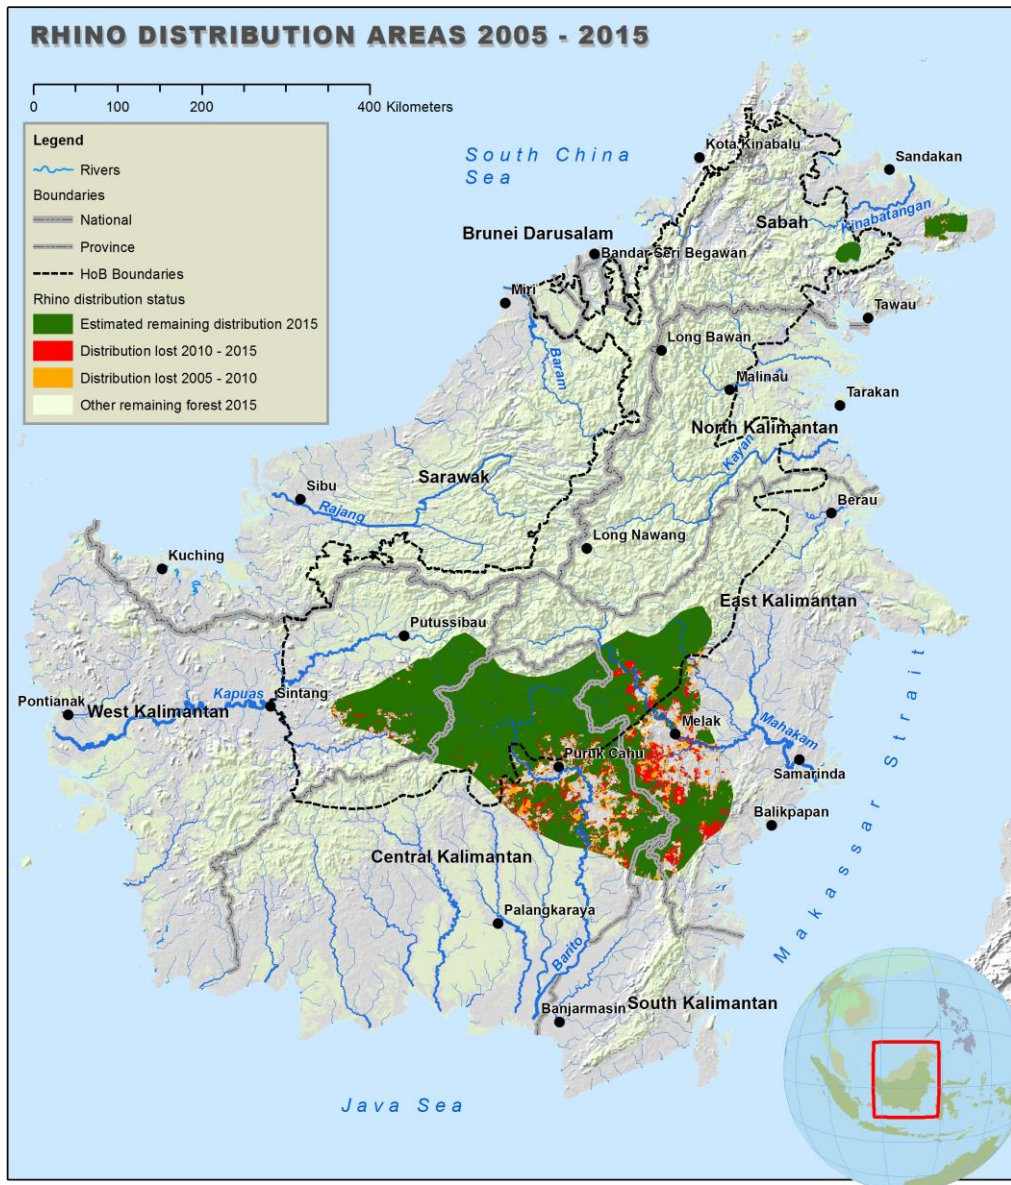 RHINO DISTRIBUTION AREAS 2005 - 2015
0 100 200 400 Kilometers
Legend
Rivers
Boundaries
National
Province
HoB Boundaries
Rhino distribution status
Estimated remaining distribution 2015
Distribution lost 2010 - 2015
Distribution lost 2005 - 2010
Other remaining forest 2015
South China
Sea
Kota Kinabalu
Sandakan
Kinabatangan
Sabah
Brunei Darusalam
Bandar Seri Begawan
Miri
Tawau
Baram
Long Bawan
Malinau
Tarakan
North Kalimantan
Kayan
Sarawak
Sibu
Rajang
Berau
Long Nawang
Kuching
East Kalimantan
Putussibau
Kapuas
Sintang
Pontianak
West Kalimantan
Melak
Mahakam
Puruk Cahu
Samarinda
Balikpapan
Makassar Strait
Central Kalimantan
Palangkaraya
Barito
South Kalimantan
Banjarmasin
Java Sea